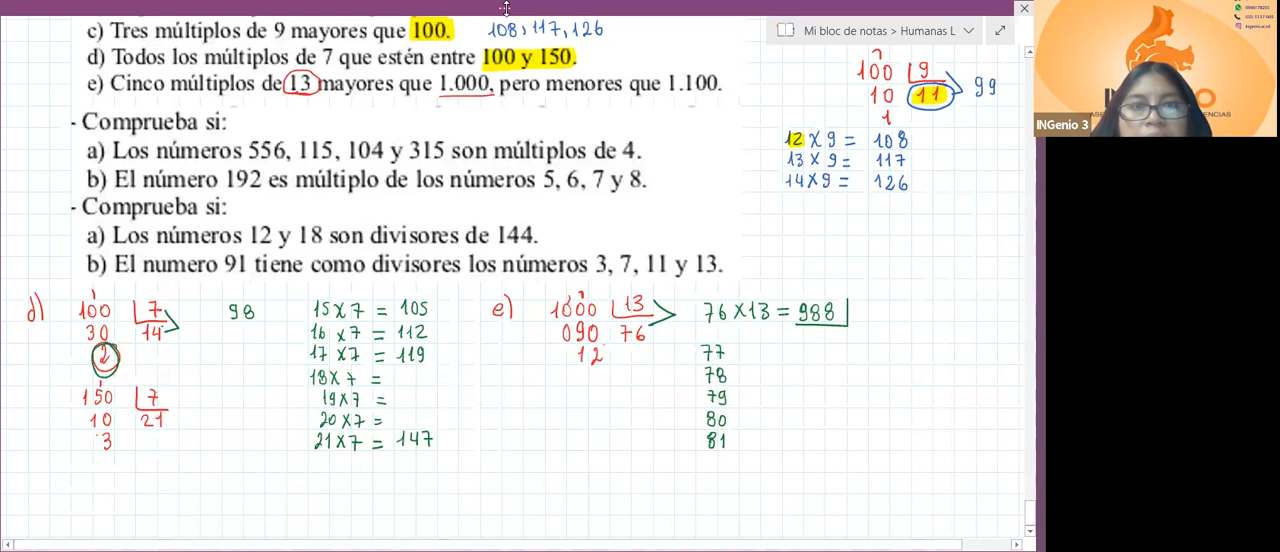 c) Tres múltiplos de 9 mayores que 100. 108, 117, 126
d) Todos los múltiplos de 7 que estén entre 100 y 150.
e) Cinco múltiplos de 13 mayores que 1.000, pero menores que 1.100.
- Comprueba si:
a) Los números 556, 115, 104 y 315 son múltiplos de 4.
b) El número 192 es múltiplo de los números 5, 6, 7 y 8.
- Comprueba si:
a) Los números 12 y 18 son divisores de 144.
b) El numero 91 tiene como divisores los números 3, 7, 11 y 13.
Mi bloc de notas > Humanas L
100 9
10 11 99
1
12 x 9 = 108
13 x 9 = 117
14 x 9 = 126
INGenio 3
d) 100 7 98
30 14
2
150 7
10 21
3
15 x 7 = 105
16 x 7 = 112
17 x 7 = 119
18 x 7 =
19 x 7 =
20 x 7 =
21 x 7 = 147
e) 1000 13 76 x 13 = 988
090 76
12
77
78
79
80
81